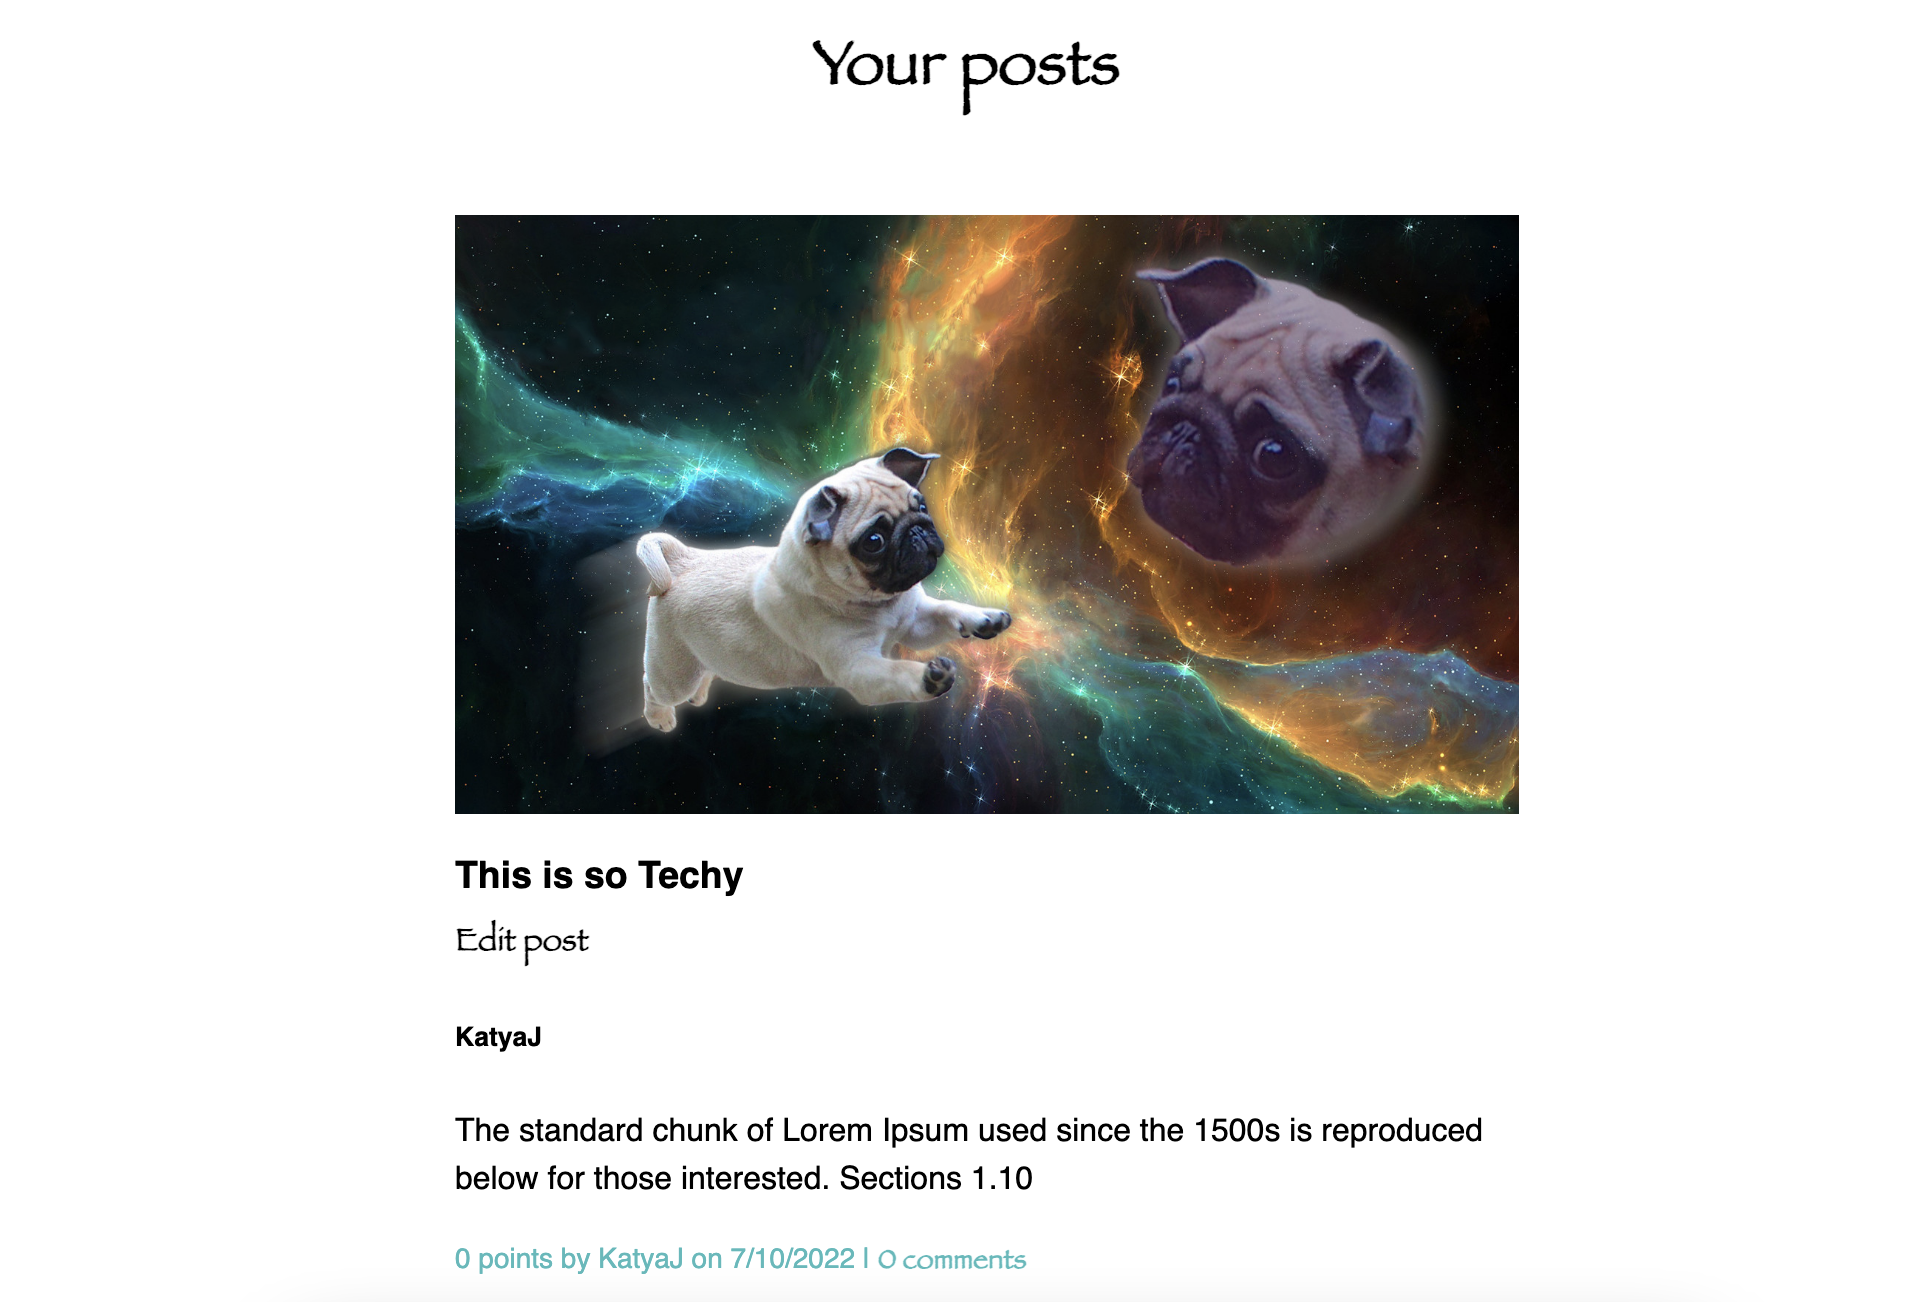 Your posts
This is so Techy
Edit post
KatyaJ
The standard chunk of Lorem Ipsum used since the 1500s is reproduced
below for those interested. Sections 1.10
0 points by KatyaJ on 7/10/2022 | 0 comments